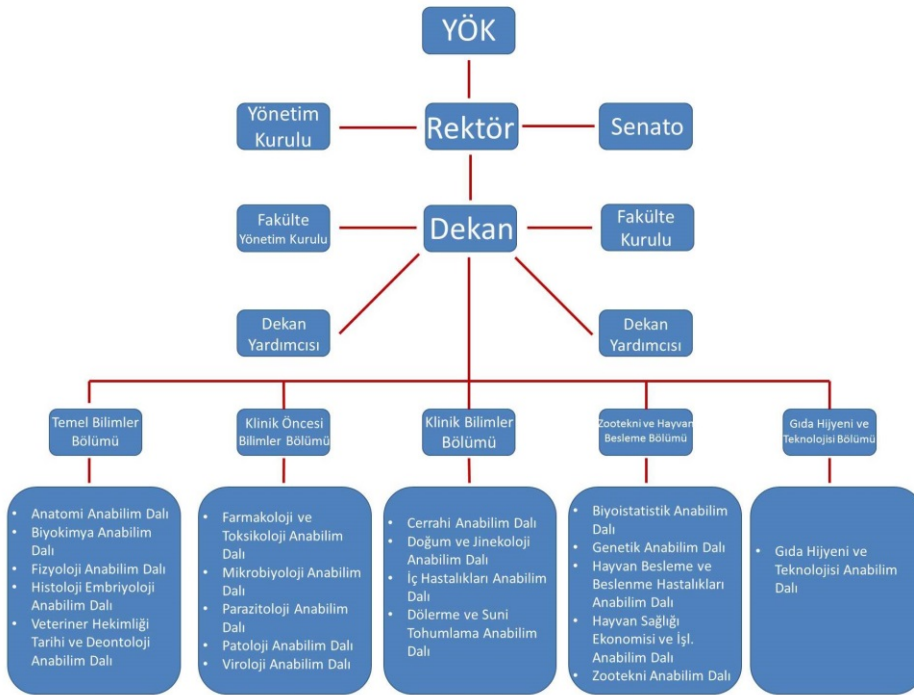 YÖK
Yönetim
Kurulu
Rektör
Senato
Fakülte
Yönetim Kurulu
Dekan
Fakülte
Kurulu
Dekan
Yardımcısı
Dekan
Yardımcısı
Temel Bilimler
Bölümü
Klinik Öncesi
Bilimler Bölümü
Klinik Bilimler
Bölümü
Zootekni ve Hayvan
Besleme Bölümü
Gıda Hijyeni ve
Teknolojisi Bölümü
• Anatomi Anabilim Dalı
• Biyokimya Anabilim
Dalı
• Fizyoloji Anabilim Dalı
• Histoloji Embriyoloji
Anabilim Dalı
• Veteriner Hekimliği
Tarihi ve Deontoloji
Anabilim Dalı
• Farmakoloji ve
Toksikoloji Anabilim
Dalı
• Mikrobiyoloji Anabilim
Dalı
• Parazitoloji Anabilim
Dalı
• Patoloji Anabilim Dalı
• Viroloji Anabilim Dalı
• Cerrahi Anabilim Dalı
• Doğum ve Jinekoloji
Anabilim Dalı
• İç Hastalıkları Anabilim
Dalı
• Dölerme ve Suni
Tohumlama Anabilim
Dalı
• Biyoistatistik Anabilim
Dalı
• Genetik Anabilim Dalı
• Hayvan Besleme ve
Beslenme Hastalıkları
Anabilim Dalı
• Hayvan Sağlığı
Ekonomisi ve İşl.
Anabilim Dalı
• Zootekni Anabilim Dalı
• Gıda Hijyeni ve
Teknolojisi Anabilim
Dalı